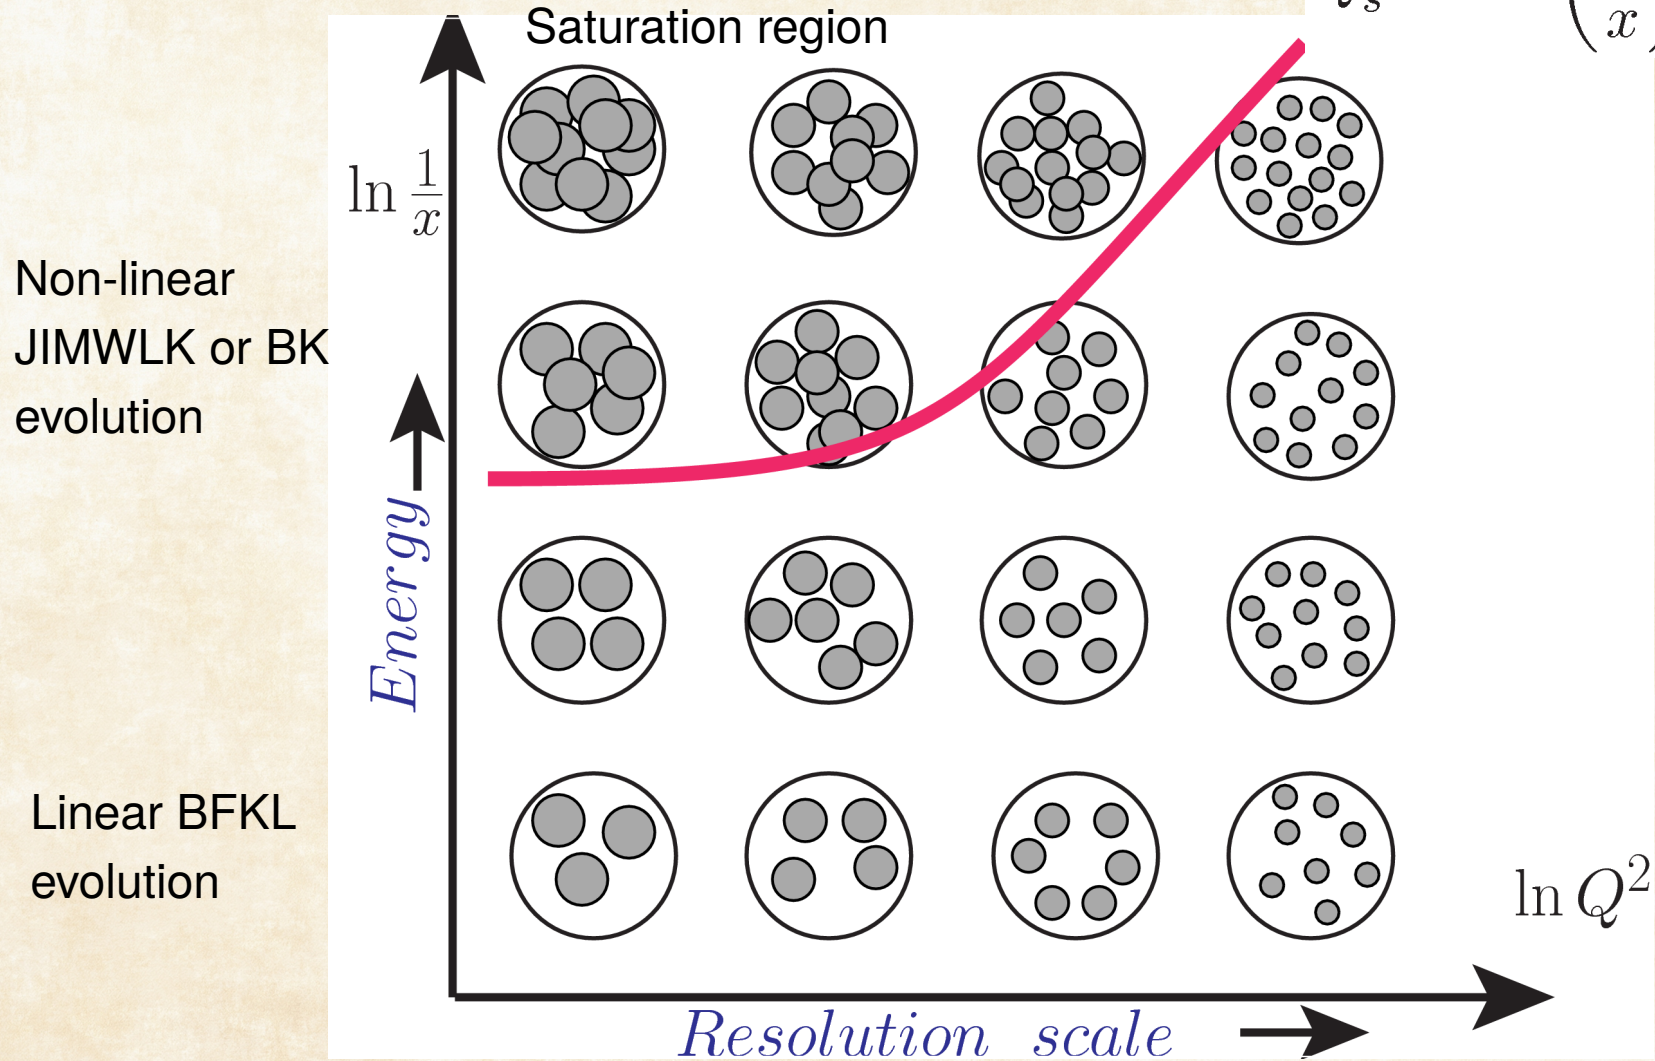 Saturation region
s
x
ln 1/x
Non-linear
JIMWLK or BK
evolution
Energy
Linear BFKL
evolution
ln Q²
Resolution scale